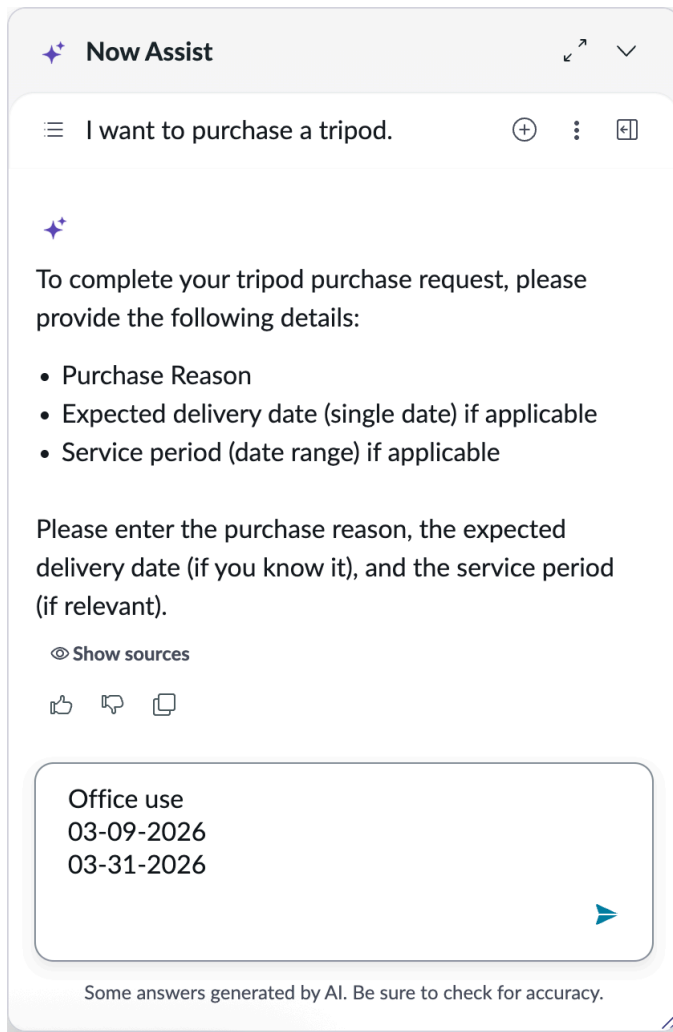 Now Assist
I want to purchase a tripod.
To complete your tripod purchase request, please
provide the following details:
• Purchase Reason
• Expected delivery date (single date) if applicable
• Service period (date range) if applicable
Please enter the purchase reason, the expected
delivery date (if you know it), and the service period
(if relevant).
Show sources
Office use
03-09-2026
03-31-2026
Some answers generated by AI. Be sure to check for accuracy.